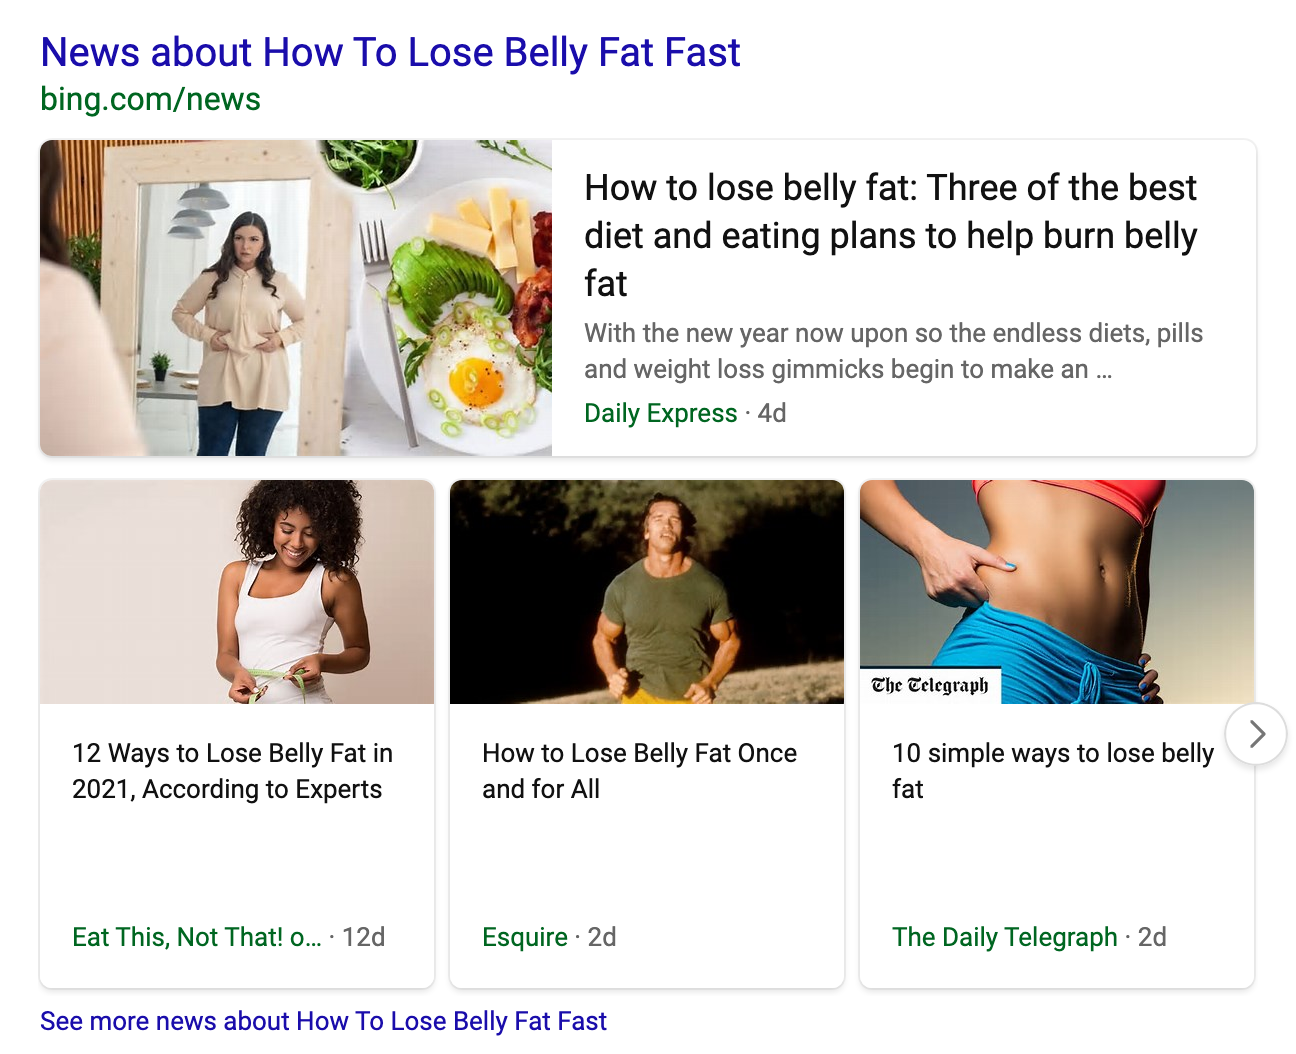 News about How To Lose Belly Fat Fast
bing.com/news
How to lose belly fat: Three of the best
diet and eating plans to help burn belly
fat
With the new year now upon so the endless diets, pills
and weight loss gimmicks begin to make an ...
Daily Express · 4d
The Telegraph
12 Ways to Lose Belly Fat in
2021, According to Experts
Eat This, Not That! o... · 12d
How to Lose Belly Fat Once
and for All
Esquire · 2d
10 simple ways to lose belly
fat
The Daily Telegraph · 2d
See more news about How To Lose Belly Fat Fast